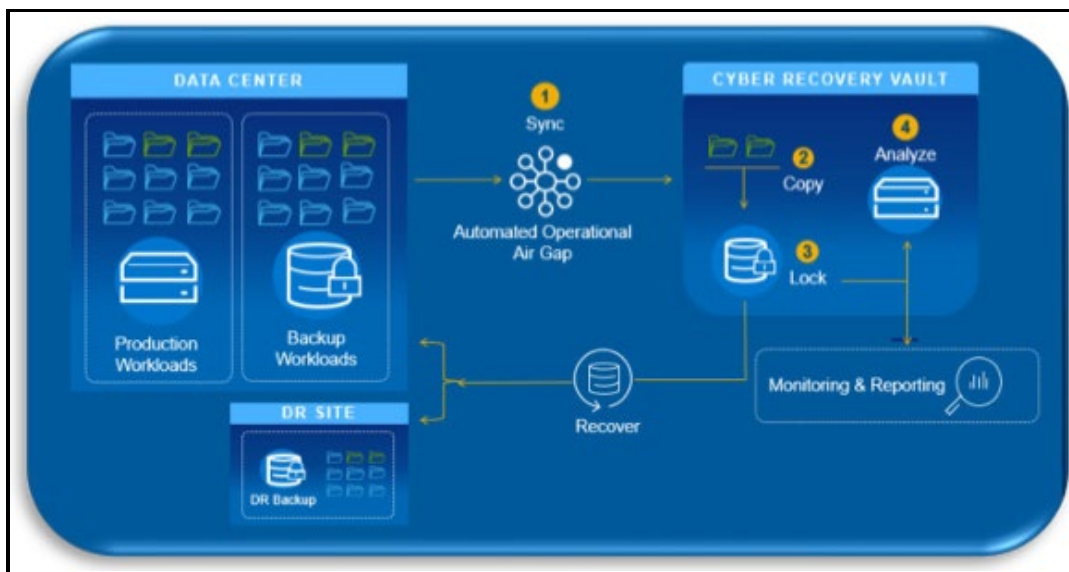 DATA CENTER
Production
Workloads
Backup
Workloads
1
Sync
Automated Operational
Air Gap
CYBER RECOVERY VAULT
2
Copy
3
Lock
4
Analyze
Monitoring & Reporting
Recover
DR SITE
DR Backup